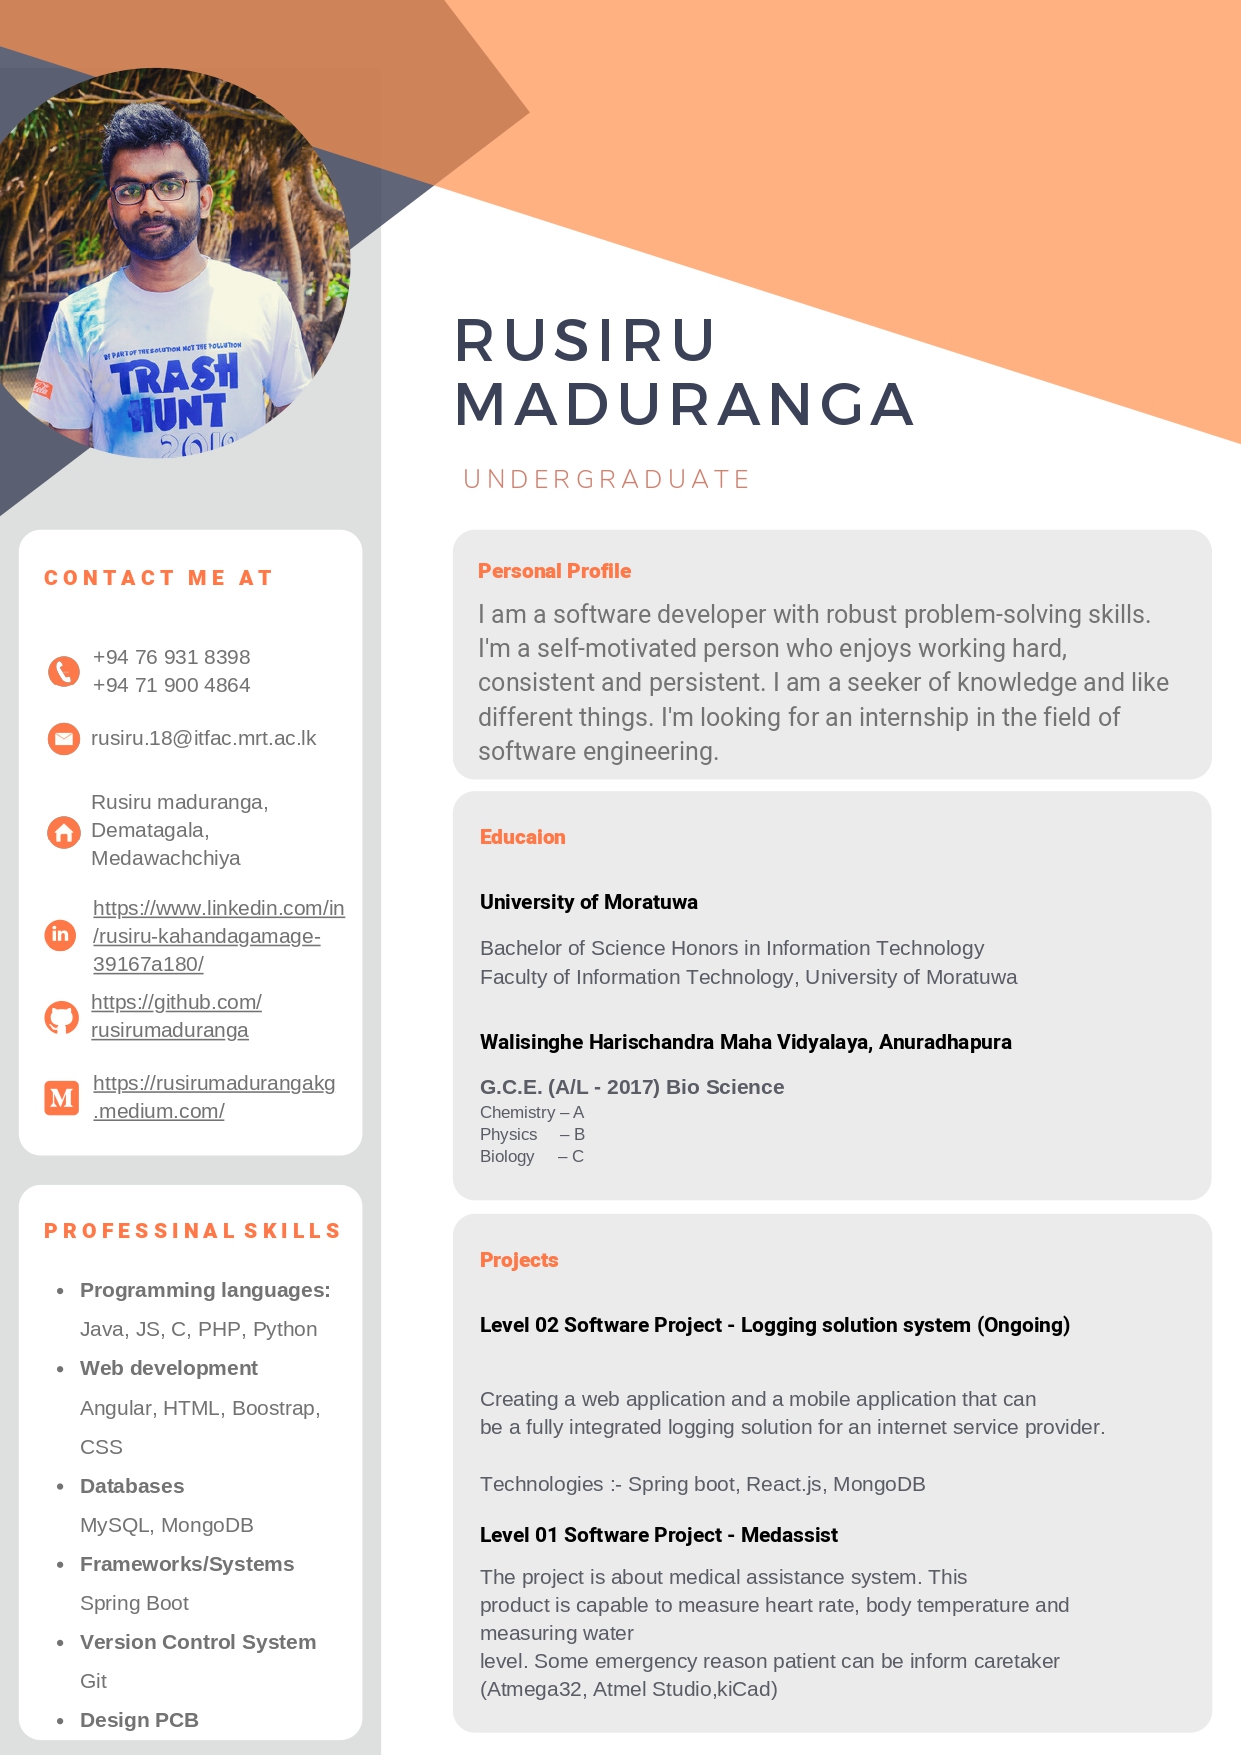 BE PART OF THE SOLUTION, NOT THE POLLUTION
TRASH
HUNT
RUSIRU
MADURANGA
UNDERGRADUATE
CONTACT ME AT
+94 76 931 8398
+94 71 900 4864
rusiru.18@itfac.mrt.ac.lk
Rusiru maduranga,
Dematagala,
Medawachchiya
https://www.linkedin.com/in
/rusiru-kahandagamage-
39167a180/
https://github.com/
rusirumaduranga
https://rusirumadurangakg
.medium.com/
PROFESSINAL SKILLS
• Programming languages:
Java, JS, C, PHP, Python
• Web development
Angular, HTML, Boostrap,
CSS
• Databases
MySQL, MongoDB
• Frameworks/Systems
Spring Boot
• Version Control System
Git
• Design PCB
Personal Profile
I am a software developer with robust problem-solving skills.
I'm a self-motivated person who enjoys working hard,
consistent and persistent. I am a seeker of knowledge and like
different things. I'm looking for an internship in the field of
software engineering.
Educaion
University of Moratuwa
Bachelor of Science Honors in Information Technology
Faculty of Information Technology, University of Moratuwa
Walisinghe Harischandra Maha Vidyalaya, Anuradhapura
G.C.E. (A/L - 2017) Bio Science
Chemistry – A
Physics – B
Biology – C
Projects
Level 02 Software Project - Logging solution system (Ongoing)
Creating a web application and a mobile application that can
be a fully integrated logging solution for an internet service provider.
Technologies :- Spring boot, React.js, MongoDB
Level 01 Software Project - Medassist
The project is about medical assistance system. This
product is capable to measure heart rate, body temperature and
measuring water
level. Some emergency reason patient can be inform caretaker
(Atmega32, Atmel Studio,kiCad)